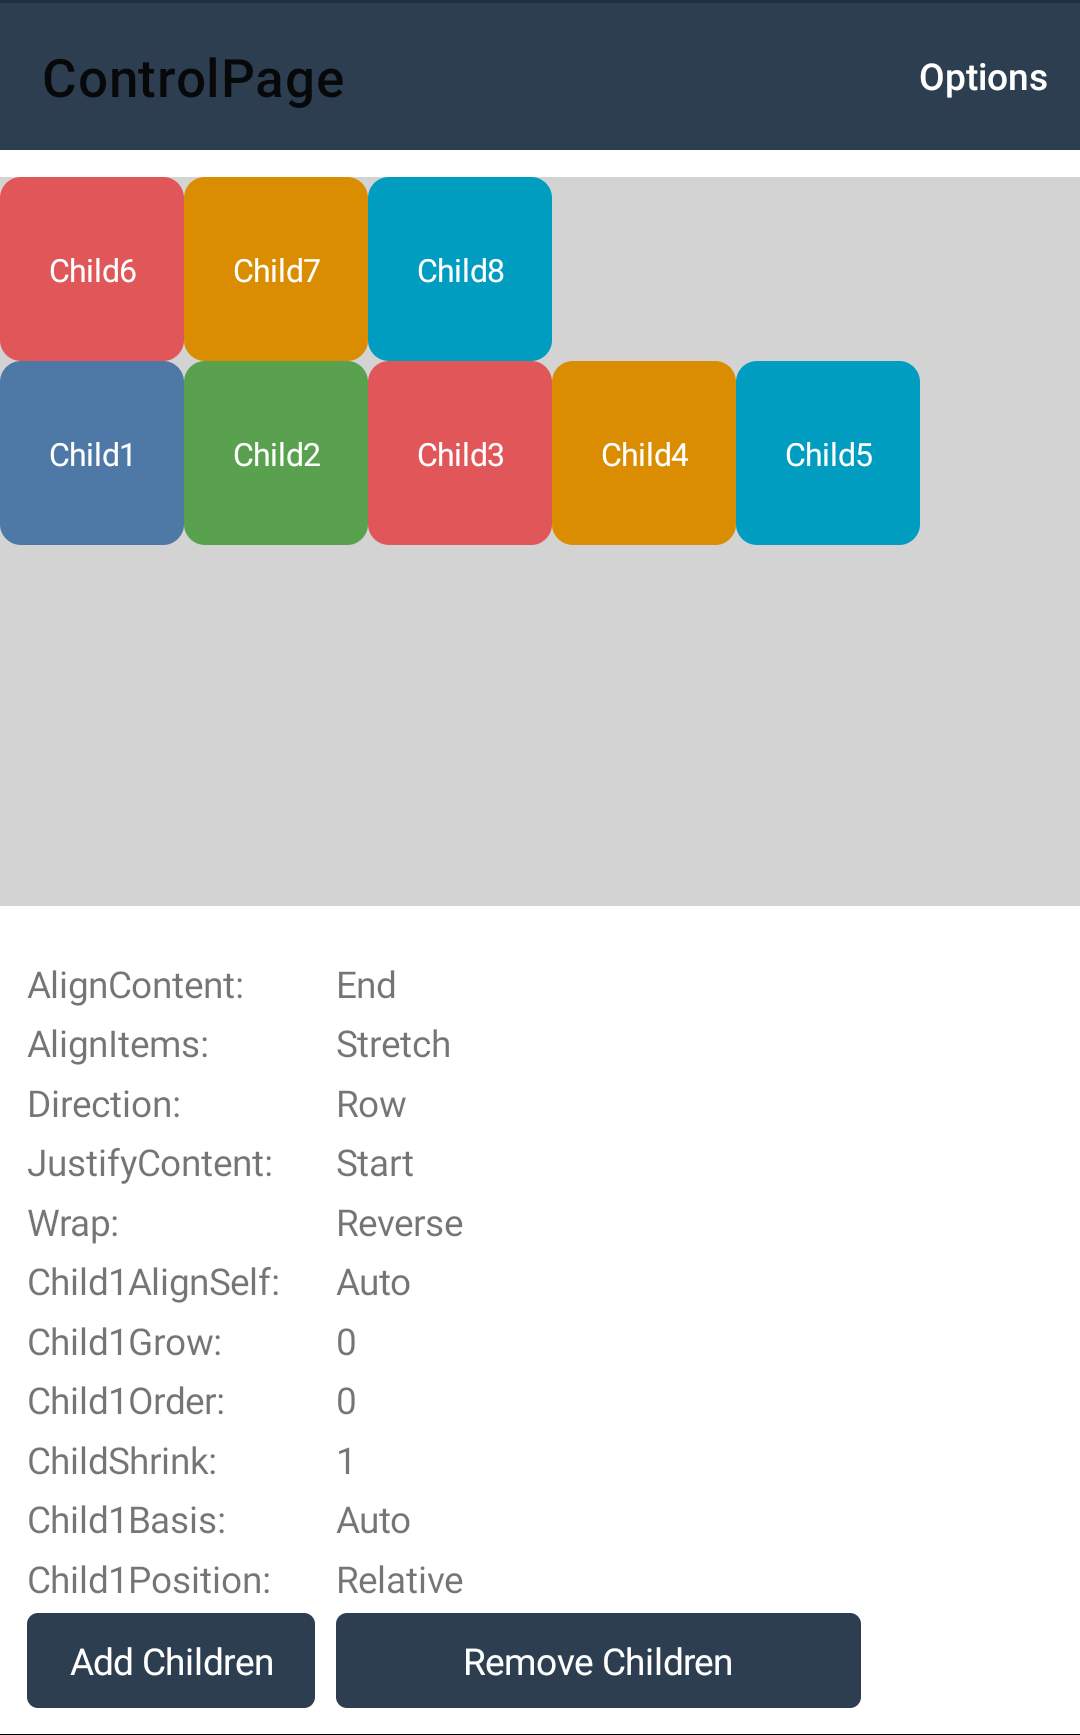 ControlPage Options
Child6 Child7 Child8
Child1 Child2 Child3 Child4 Child5
AlignContent: End
AlignItems: Stretch
Direction: Row
JustifyContent: Start
Wrap: Reverse
Child1AlignSelf: Auto
Child1Grow: 0
Child1Order: 0
ChildShrink: 1
Child1Basis: Auto
Child1Position: Relative
Add Children Remove Children